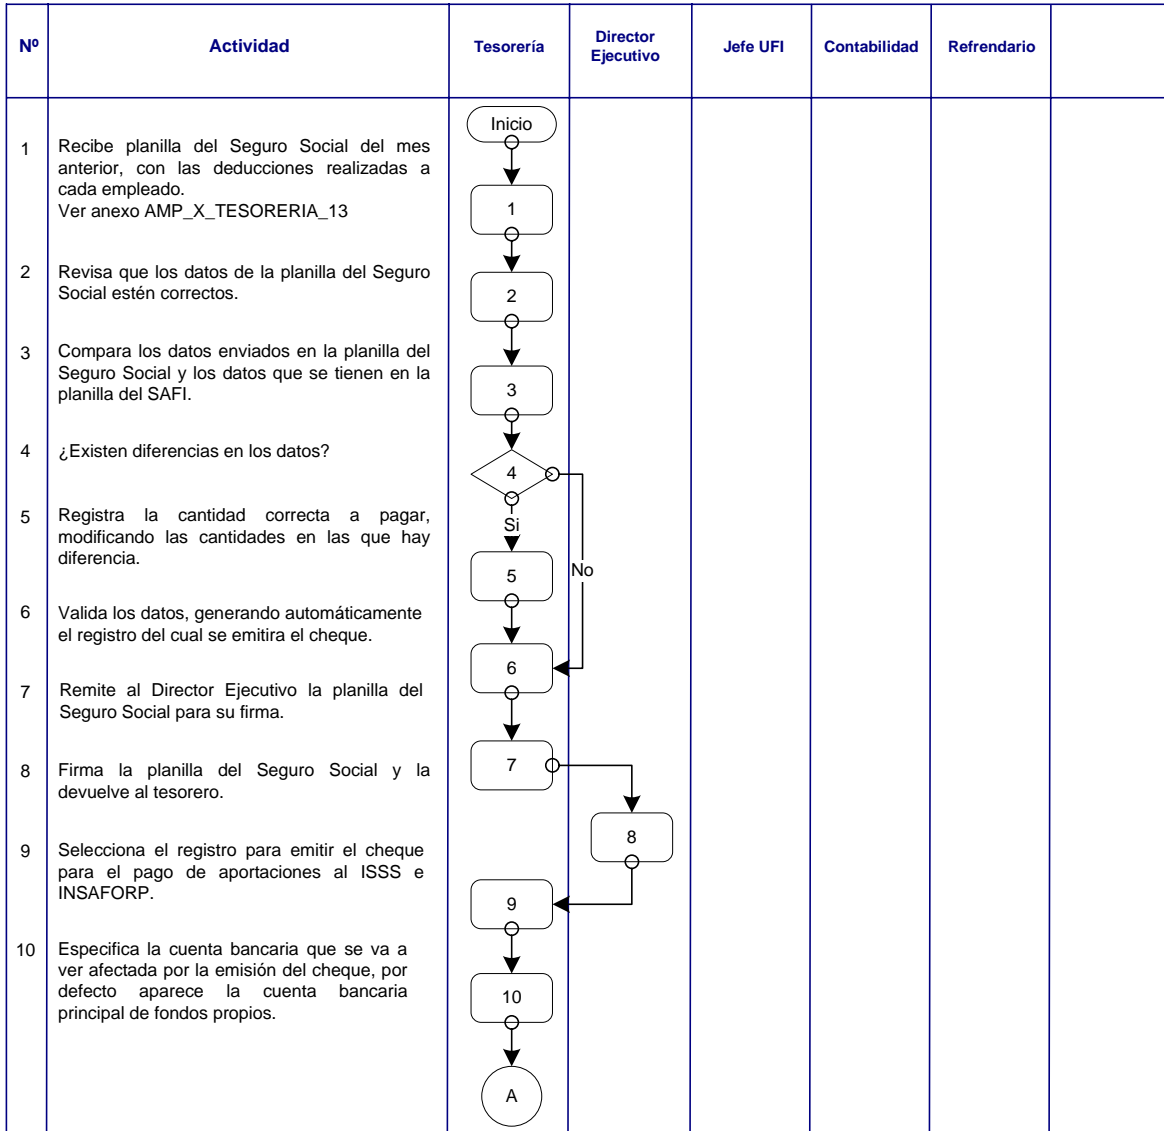 Nº
Actividad
Tesorería
Director
Ejecutivo
Jefe UFI
Contabilidad
Refrendario
Inicio
1
Recibe planilla del Seguro Social del mes
anterior, con las deducciones realizadas a
cada empleado.
Ver anexo AMP_X_TESORERIA_13
1
2
Revisa que los datos de la planilla del Seguro
Social estén correctos.
2
3
Compara los datos enviados en la planilla del
Seguro Social y los datos que se tienen en la
planilla del SAFI.
3
4
¿Existen diferencias en los datos?
4
Si
No
5
Registra la cantidad correcta a pagar,
modificando las cantidades en las que hay
diferencia.
5
6
Valida los datos, generando automáticamente
el registro del cual se emitira el cheque.
6
7
Remite al Director Ejecutivo la planilla del
Seguro Social para su firma.
7
8
Firma la planilla del Seguro Social y la
devuelve al tesorero.
8
9
Selecciona el registro para emitir el cheque
para el pago de aportaciones al ISSS e
INSAFORP.
9
10
Especifica la cuenta bancaria que se va a
ver afectada por la emisión del cheque, por
defecto aparece la cuenta bancaria
principal de fondos propios.
10
A